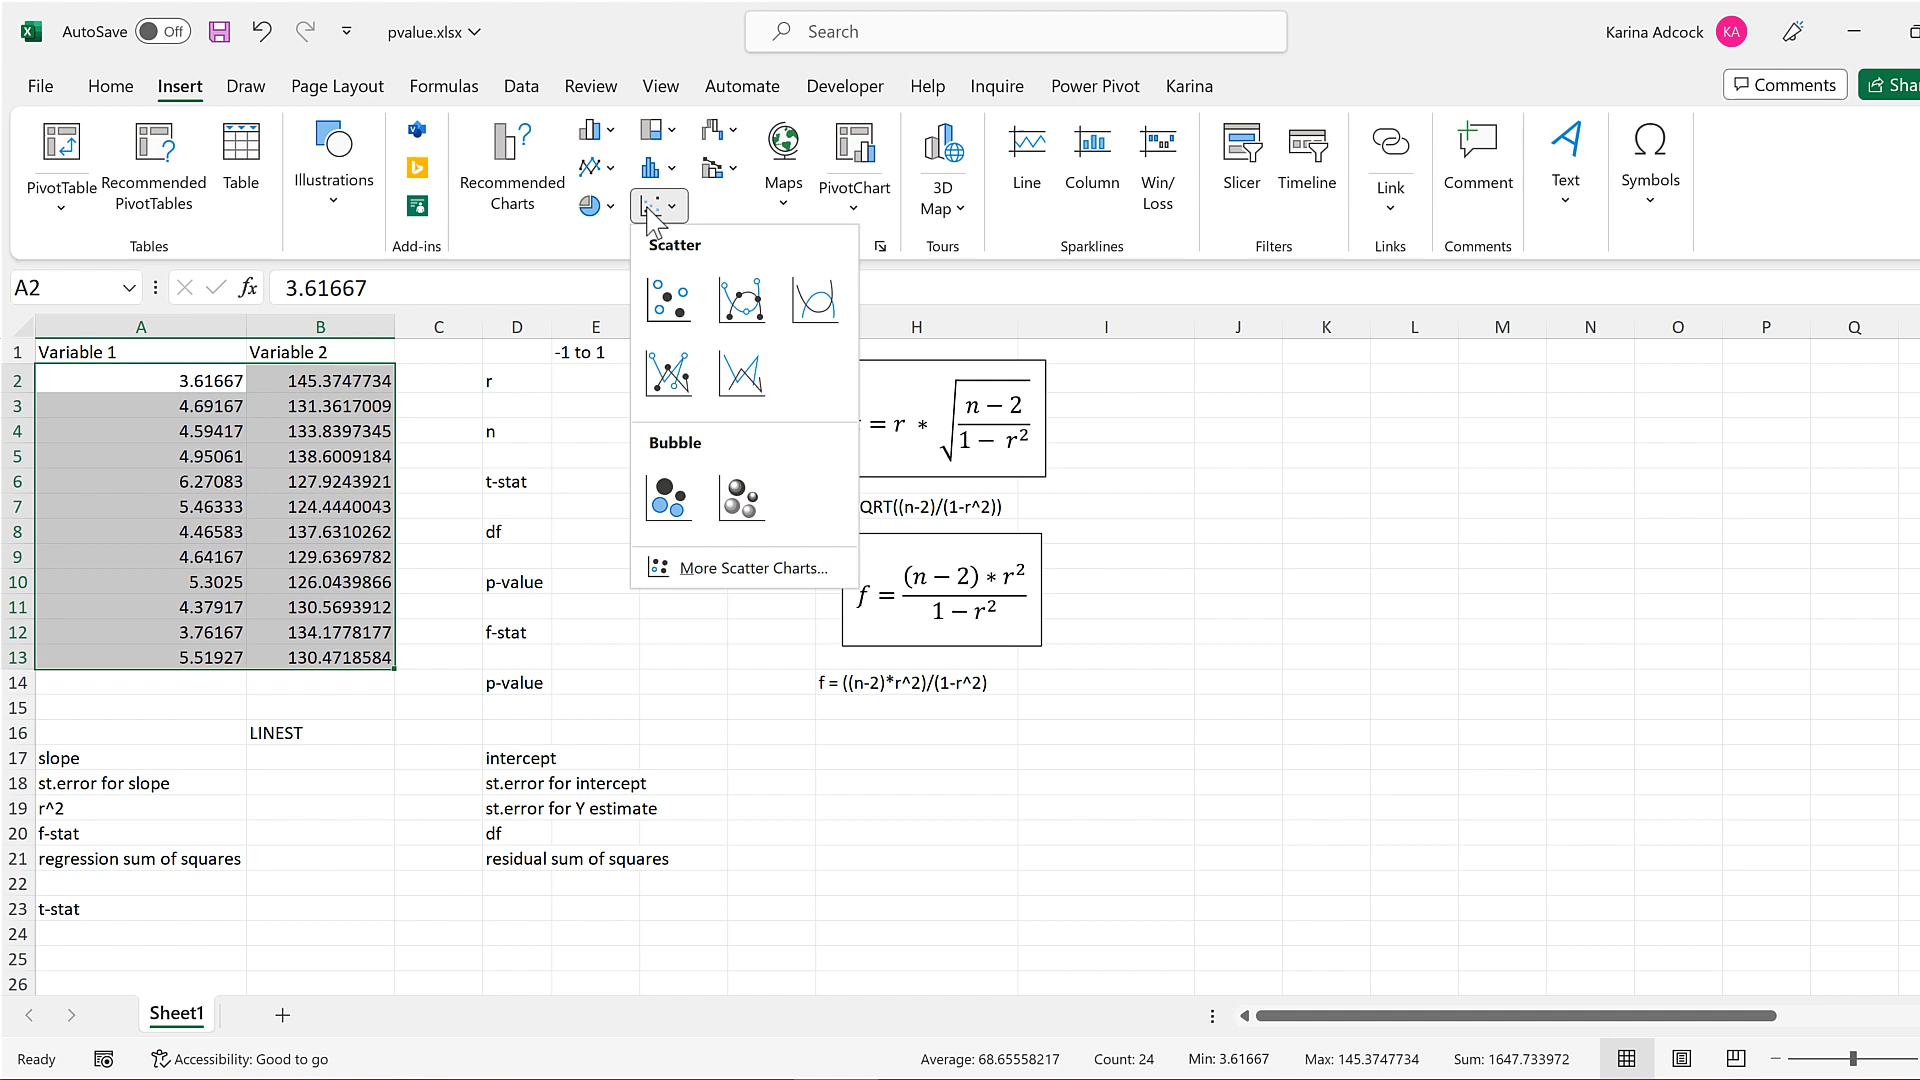 AutoSave Off pvalue.xlsx Search Karina Adcock KA
File Home Insert Draw Page Layout Formulas Data Review View Automate Developer Help Inquire Power Pivot Karina Comments Sha
PivotTable Recommended PivotTables Table Illustrations Recommended Charts Maps PivotChart 3D Map Line Column Win/Loss Slicer Timeline Link Comment Text Symbols
Tables Add-ins Tours Sparklines Filters Links Comments
A2 fx 3.61667
Scatter
Bubble
More Scatter Charts...
A B C D E H I J K L M N O P Q
1 Variable 1 Variable 2 -1 to 1
2 3.61667 145.3747734 r
3 4.69167 131.3617009
4 4.59417 133.8397345 n
5 4.95061 138.6009184
6 6.27083 127.9243921 t-stat
7 5.46333 124.4440043
8 4.46583 137.6310262 df
9 4.64167 129.6369782
10 5.3025 126.0439866 p-value
11 4.37917 130.5693912
12 3.76167 134.1778177 f-stat
13 5.51927 130.4718584
14 p-value
15
16 LINEST
17 slope intercept
18 st.error for slope st.error for intercept
19 r^2 st.error for Y estimate
20 f-stat df
21 regression sum of squares residual sum of squares
22
23 t-stat
24
25
26
= r ∗ √((n − 2)/(1 − r²))
QRT((n-2)/(1-r^2))
f = ((n − 2) ∗ r²)/(1 − r²)
f = ((n-2)*r^2)/(1-r^2)
Sheet1
Ready Accessibility: Good to go Average: 68.65558217 Count: 24 Min: 3.61667 Max: 145.3747734 Sum: 1647.733972